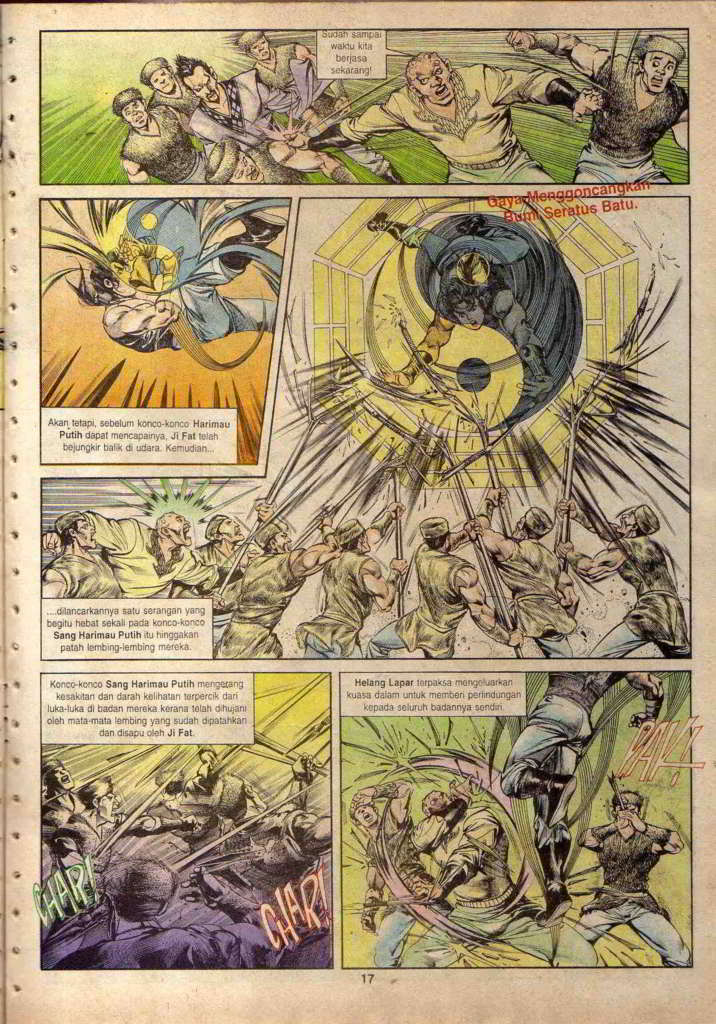 Sudah sampai
waktu kita
berjasa
sekarang!
Gaya Menggoncangkan
Bumi Seratus Batu.
Akan tetapi, sebelum konco-konco Harimau
Putih dapat mencapainya, Ji Fat telah
bejungkir balik di udara. Kemudian...
....dilancarkannya satu serangan yang
begitu hebat sekali pada konco-konco
Sang Harimau Putih itu hinggakan
patah lembing-lembing mereka.
Konco-konco Sang Harimau Putih mengerang
kesakitan dan darah kelihatan terpercik dari
luka-luka di badan mereka kerana telah dihujani
oleh mata-mata lembing yang sudah dipatahkan
dan disapu oleh Ji Fat.
Helang Lapar terpaksa mengeluarkan
kuasa dalam untuk memberi perlindungan
kepada seluruh badannya sendiri.
PAP!!
CHAP!
CHAP!
17